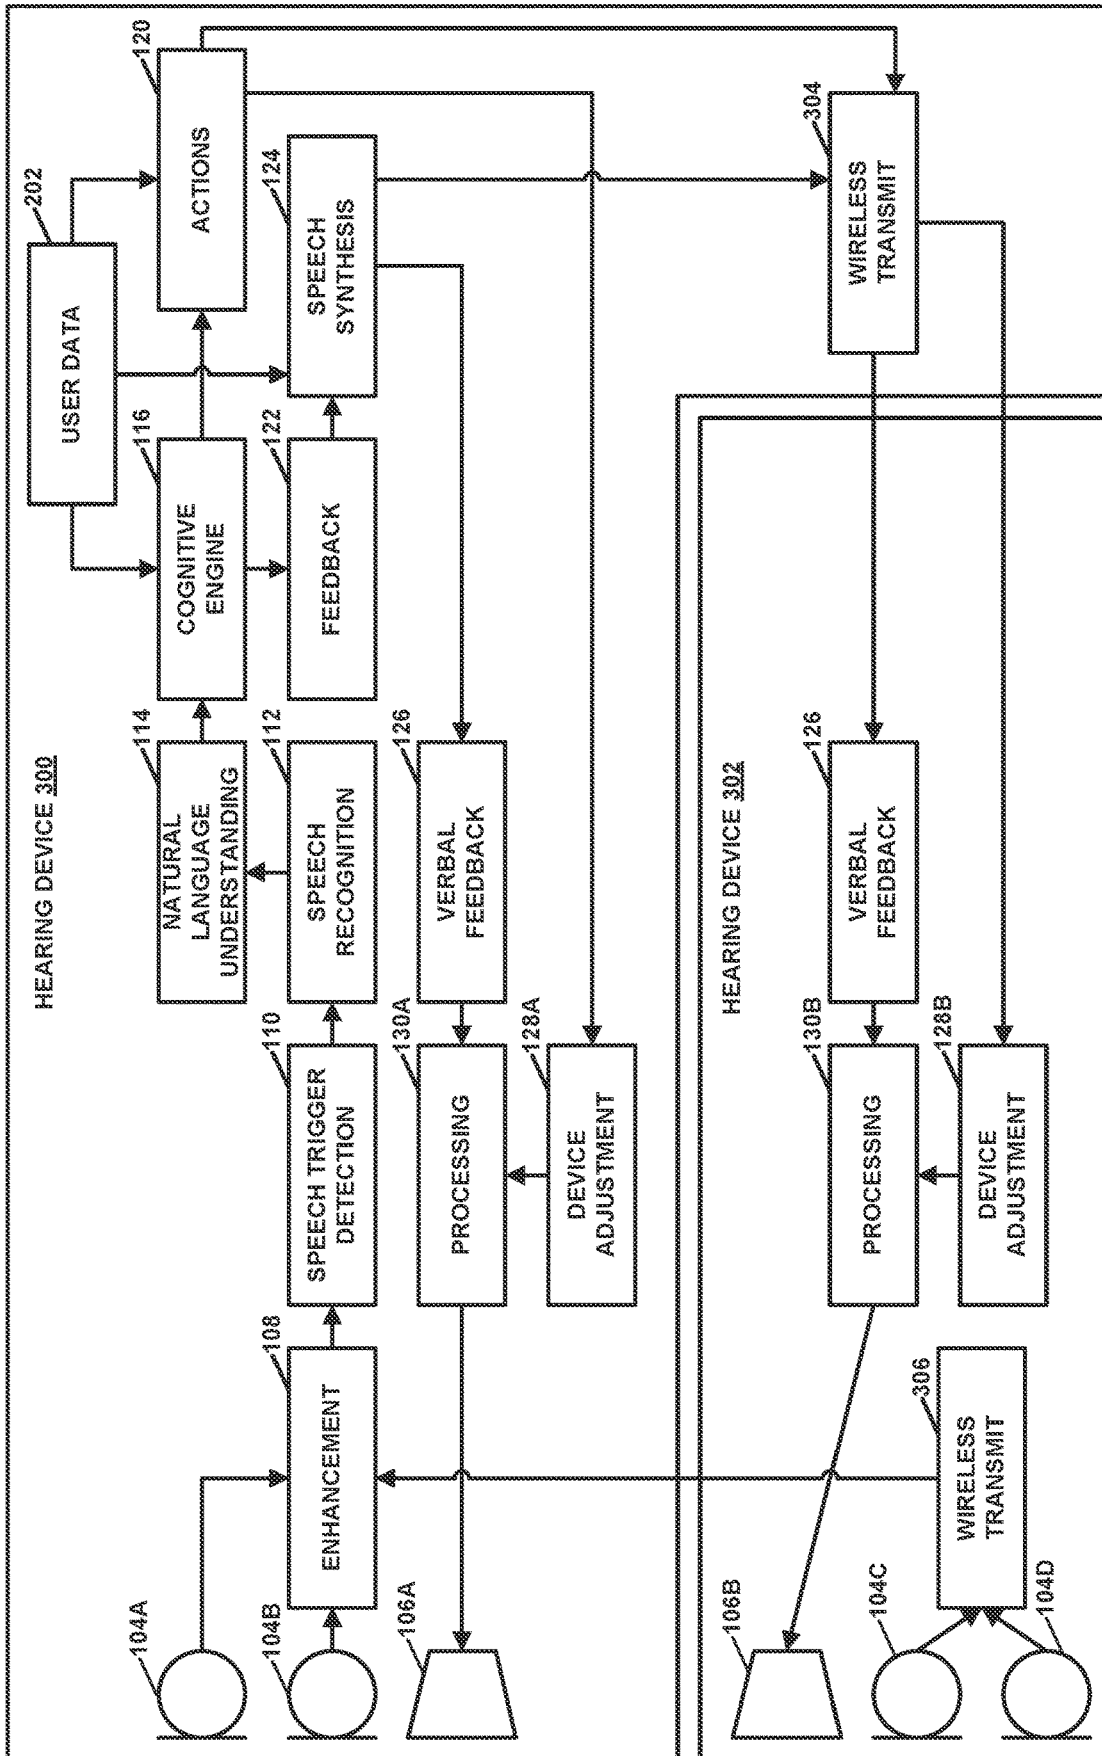 HEARING DEVICE 300
202
USER DATA
120
ACTIONS
116
COGNITIVE
ENGINE
114
NATURAL
LANGUAGE
UNDERSTANDING
104A
104B
108
ENHANCEMENT
110
SPEECH TRIGGER
DETECTION
112
SPEECH
RECOGNITION
122
FEEDBACK
124
SPEECH
SYNTHESIS
106A
130A
PROCESSING
126
VERBAL
FEEDBACK
128A
DEVICE
ADJUSTMENT
304
WIRELESS
TRANSMIT
HEARING DEVICE 302
106B
130B
PROCESSING
126
VERBAL
FEEDBACK
128B
DEVICE
ADJUSTMENT
104C
104D
306
WIRELESS
TRANSMIT